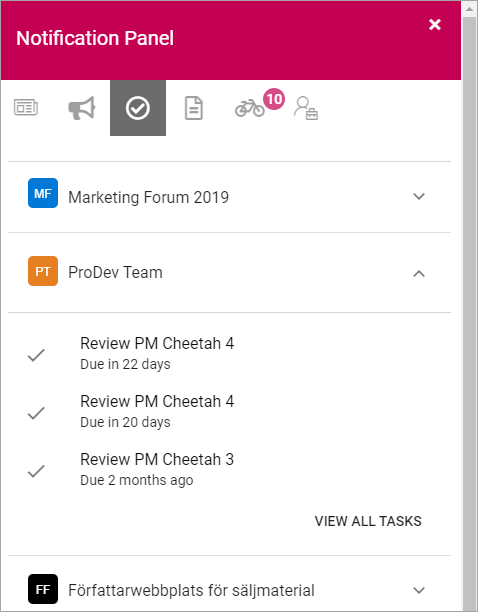 Notification Panel
10
MF Marketing Forum 2019
PT ProDev Team
Review PM Cheetah 4
Due in 22 days
Review PM Cheetah 4
Due in 20 days
Review PM Cheetah 3
Due 2 months ago
VIEW ALL TASKS
FF Författarwebbplats för säljmaterial